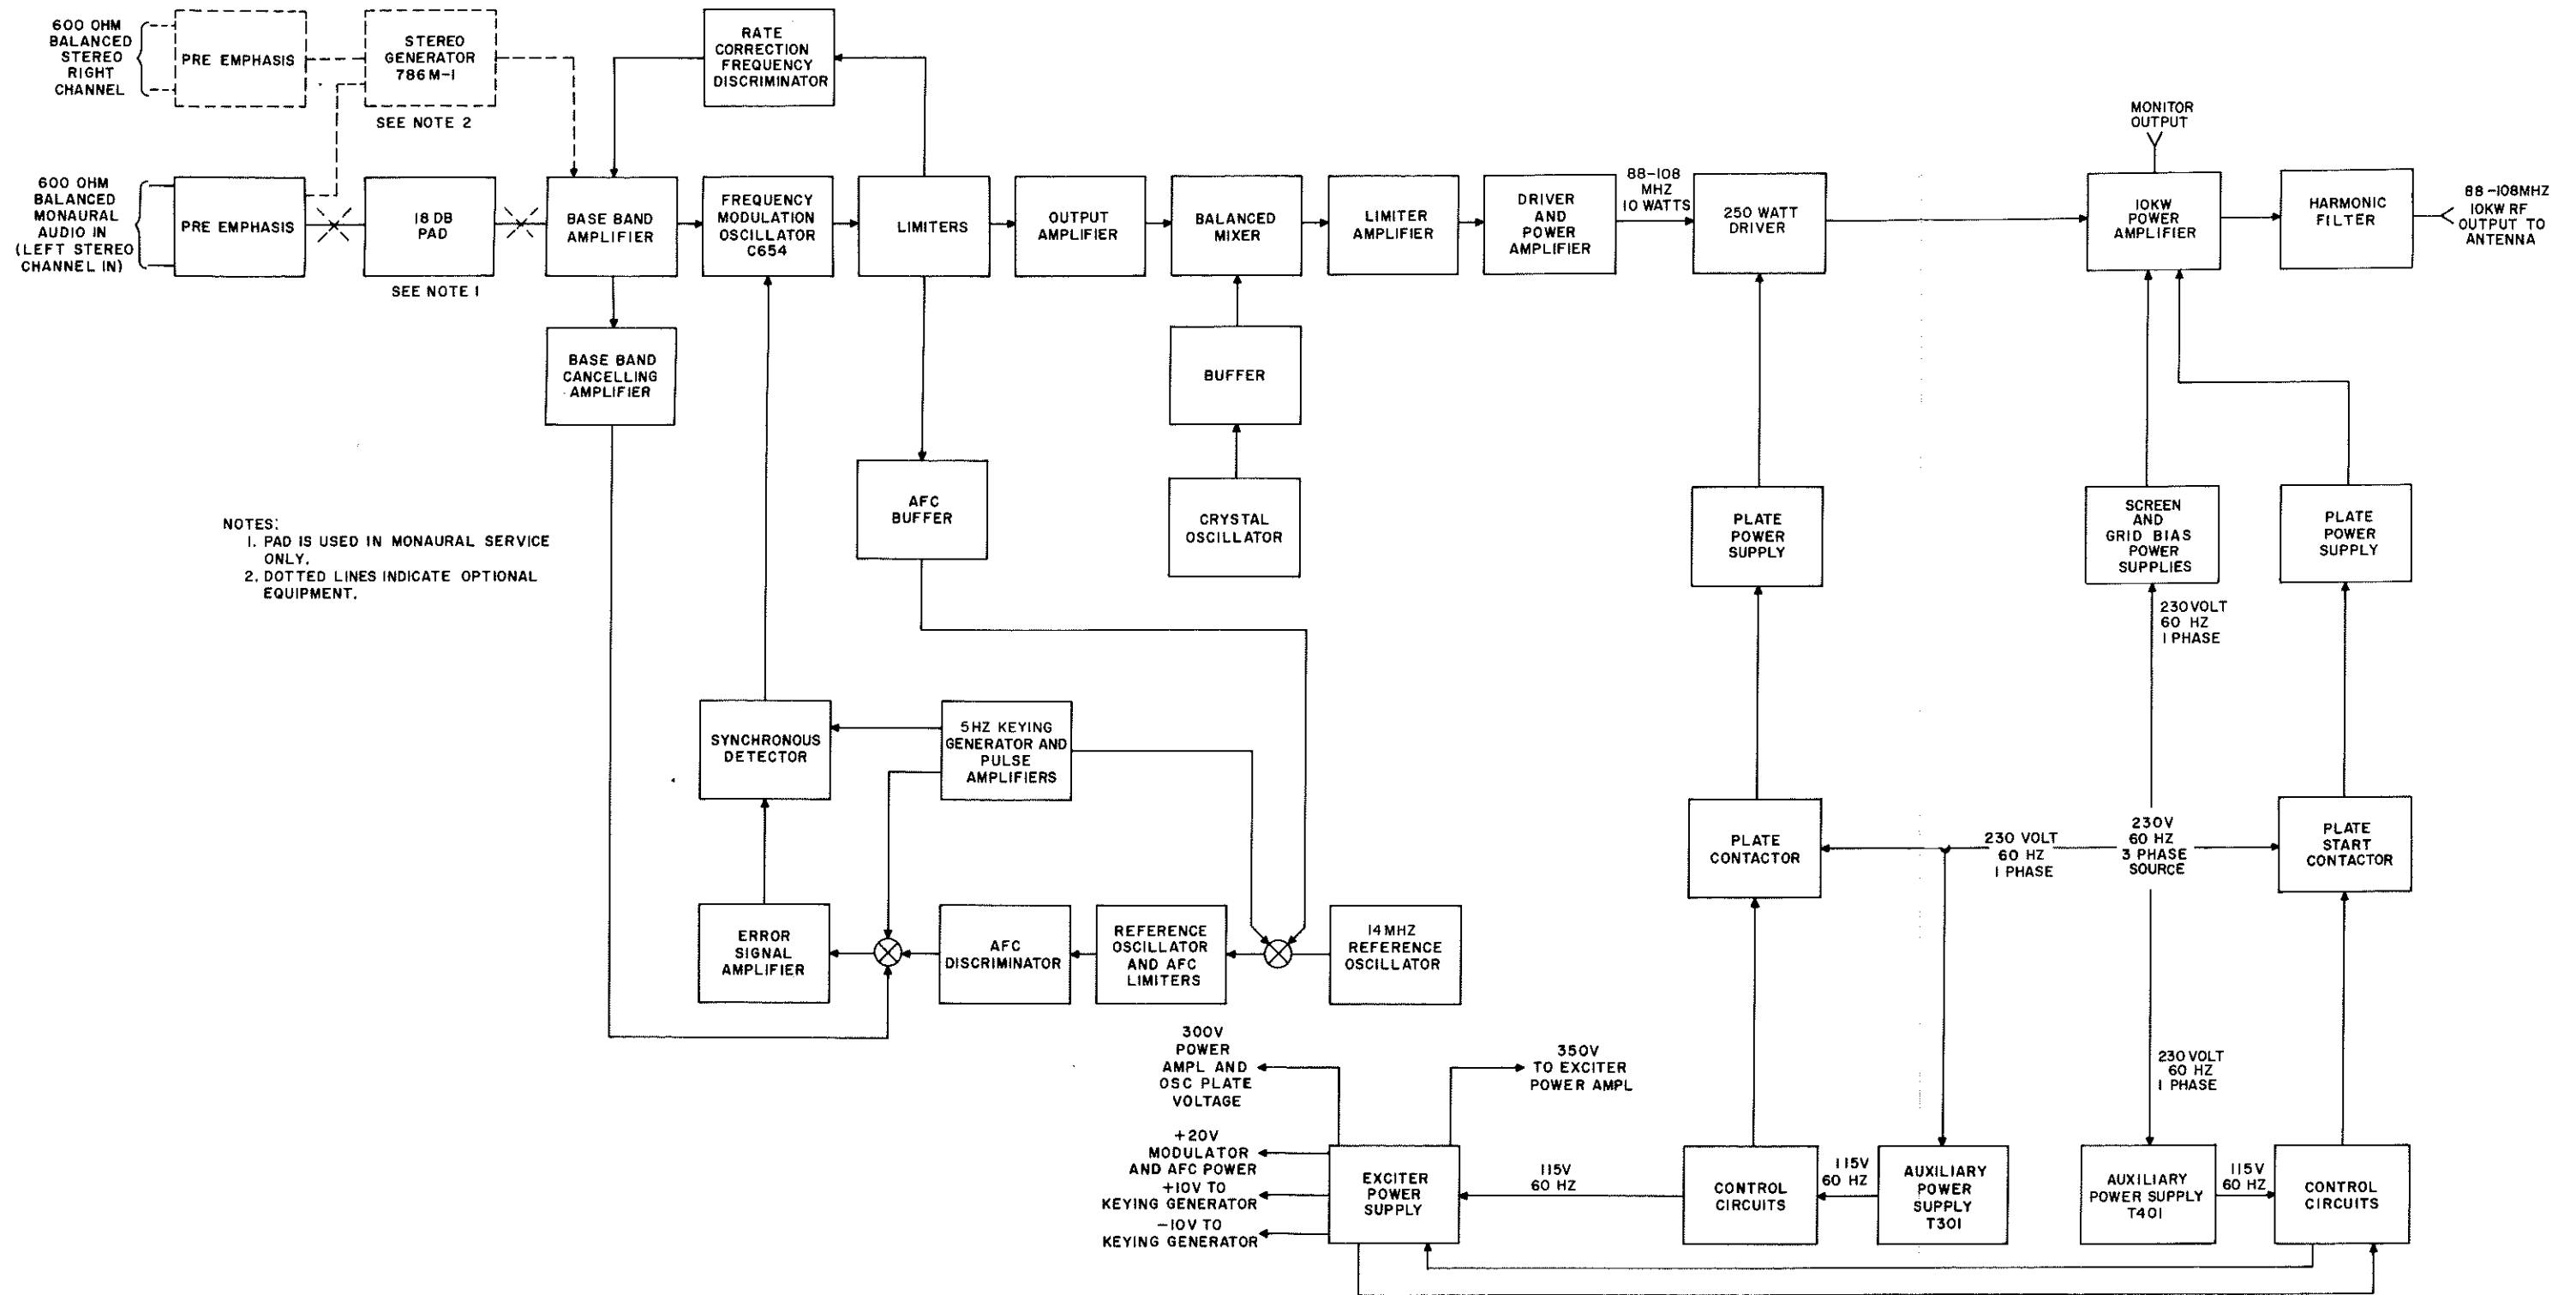 600 OHM
BALANCED
STEREO
RIGHT
CHANNEL
PRE EMPHASIS
STEREO
GENERATOR
786M-1
SEE NOTE 2
RATE
CORRECTION
FREQUENCY
DISCRIMINATOR
600 OHM
BALANCED
MONAURAL
AUDIO IN
(LEFT STEREO
CHANNEL IN)
PRE EMPHASIS
18 DB
PAD
SEE NOTE 1
BASE BAND
AMPLIFIER
FREQUENCY
MODULATION
OSCILLATOR
C654
LIMITERS
OUTPUT
AMPLIFIER
BALANCED
MIXER
LIMITER
AMPLIFIER
DRIVER
AND
POWER
AMPLIFIER
88-108
MHZ
10 WATTS
250 WATT
DRIVER
MONITOR
OUTPUT
10KW
POWER
AMPLIFIER
HARMONIC
FILTER
88-108MHZ
10KW RF
OUTPUT TO
ANTENNA
BASE BAND
CANCELLING
AMPLIFIER
BUFFER
AFC
BUFFER
CRYSTAL
OSCILLATOR
NOTES:
1. PAD IS USED IN MONAURAL SERVICE
ONLY.
2. DOTTED LINES INDICATE OPTIONAL
EQUIPMENT.
PLATE
POWER
SUPPLY
SCREEN
AND
GRID BIAS
POWER
SUPPLIES
PLATE
POWER
SUPPLY
230VOLT
60 HZ
1 PHASE
SYNCHRONOUS
DETECTOR
5HZ KEYING
GENERATOR AND
PULSE
AMPLIFIERS
PLATE
CONTACTOR
230 VOLT
60 HZ
1 PHASE
230V
60 HZ
3 PHASE
SOURCE
PLATE
START
CONTACTOR
ERROR
SIGNAL
AMPLIFIER
AFC
DISCRIMINATOR
REFERENCE
OSCILLATOR
AND AFC
LIMITERS
14MHZ
REFERENCE
OSCILLATOR
300V
POWER
AMPL AND
OSC PLATE
VOLTAGE
350V
TO EXCITER
POWER AMPL
230VOLT
60 HZ
1 PHASE
+20V
MODULATOR
AND AFC POWER
+10V TO
KEYING GENERATOR
-10V TO
KEYING GENERATOR
EXCITER
POWER
SUPPLY
115V
60 HZ
CONTROL
CIRCUITS
115V
60 HZ
AUXILIARY
POWER
SUPPLY
T301
AUXILIARY
POWER SUPPLY
T401
115V
60 HZ
CONTROL
CIRCUITS